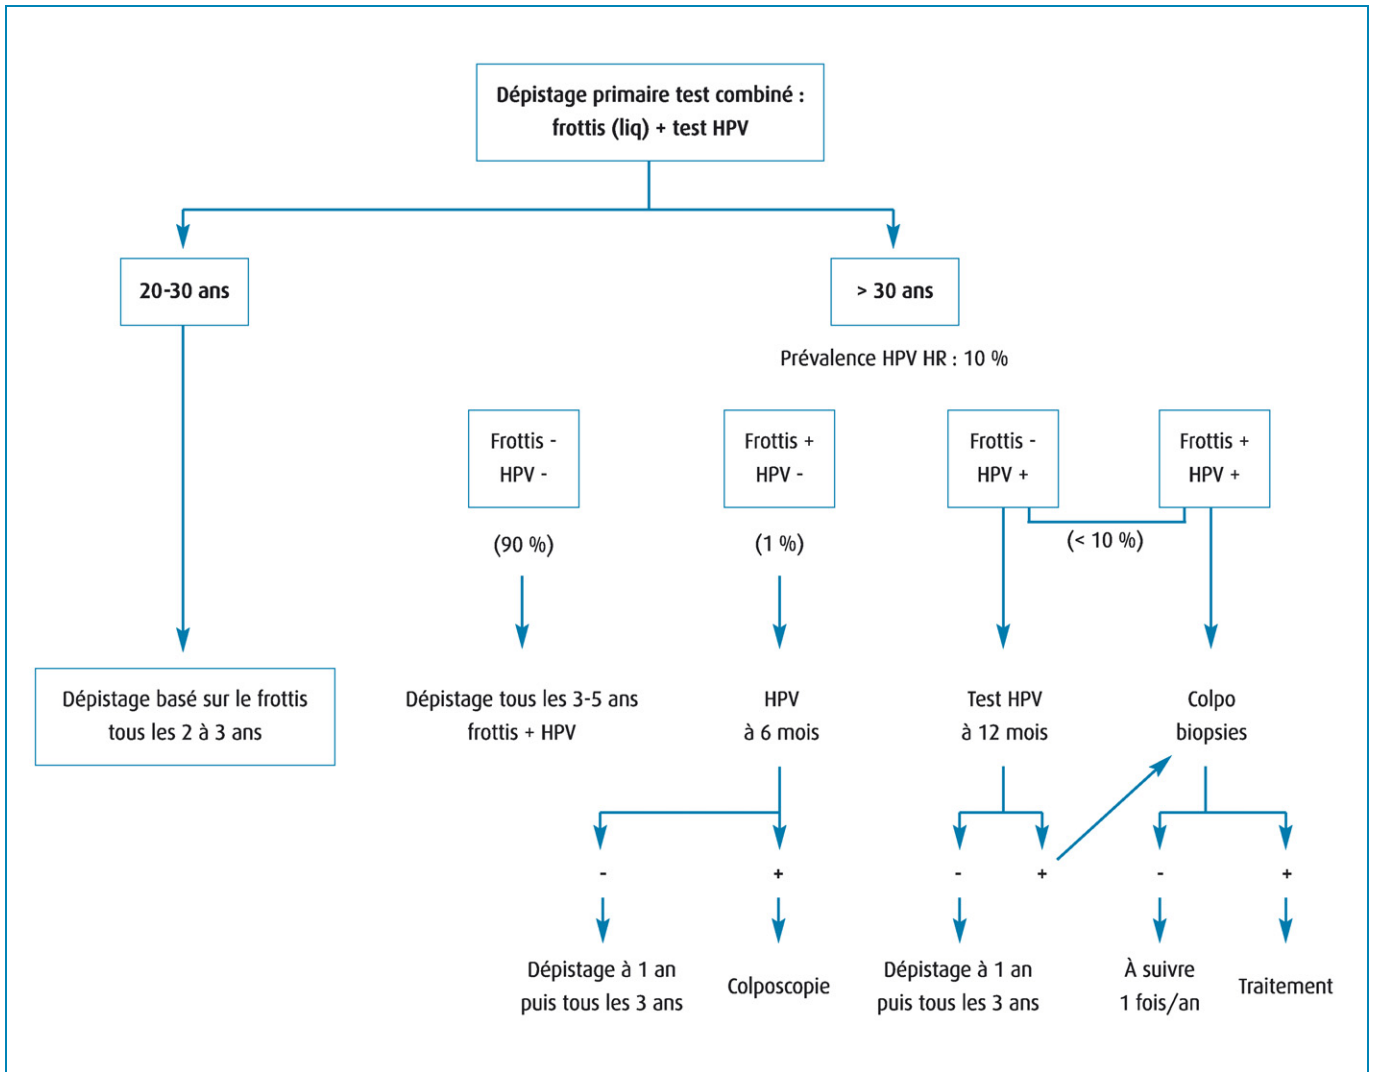 Dépistage primaire test combiné :
frottis (liq) + test HPV
20-30 ans
> 30 ans
Prévalence HPV HR : 10 %
Frottis -
HPV -
Frottis +
HPV -
Frottis -
HPV +
Frottis +
HPV +
(90 %)
(1 %)
(< 10 %)
Dépistage basé sur le frottis
tous les 2 à 3 ans
Dépistage tous les 3-5 ans
frottis + HPV
HPV
à 6 mois
Test HPV
à 12 mois
Colpo
biopsies
-
+
-
+
-
+
Dépistage à 1 an
puis tous les 3 ans
Colposcopie
Dépistage à 1 an
puis tous les 3 ans
À suivre
1 fois/an
Traitement